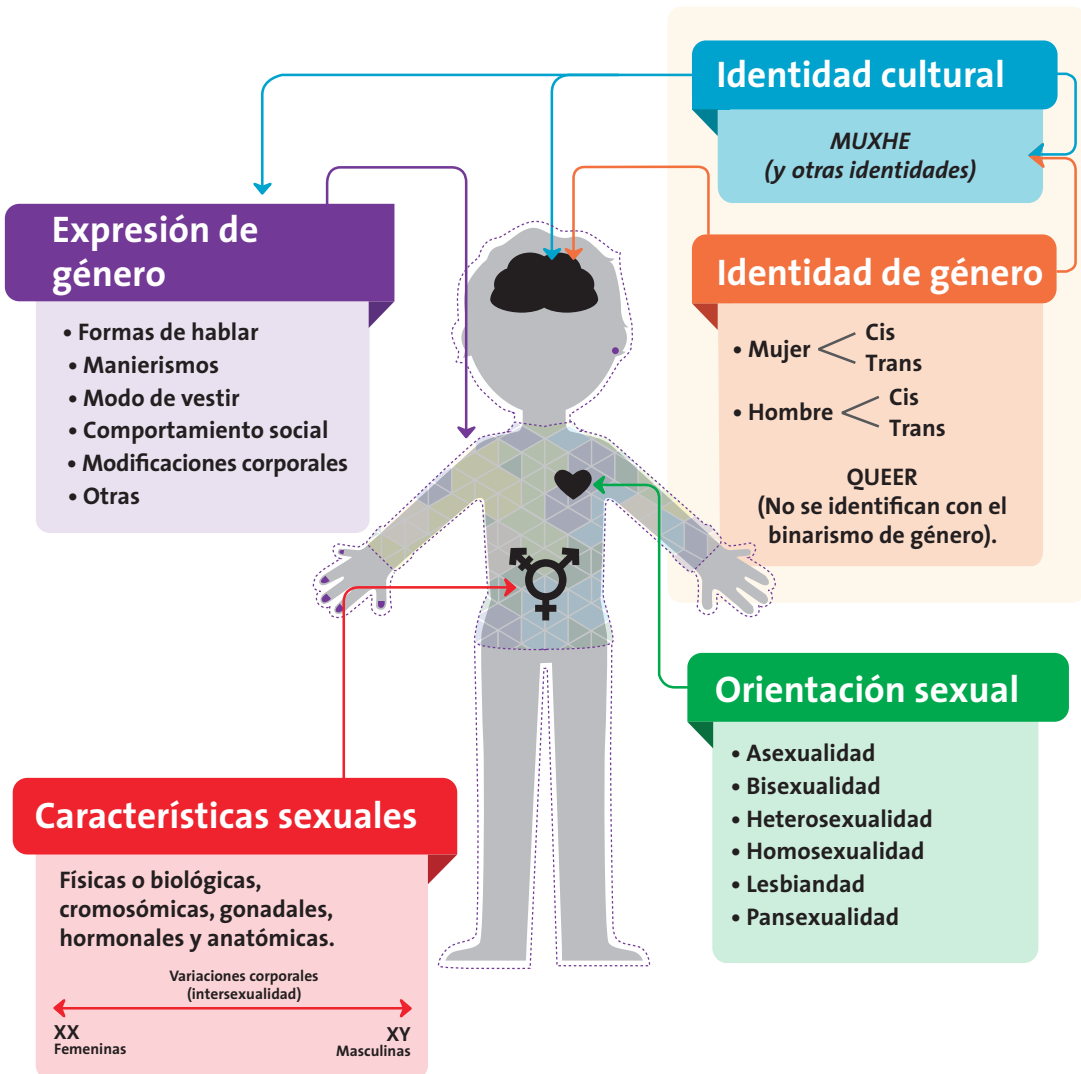 Identidad cultural
MUXHE
(y otras identidades)
Expresión de
género
• Formas de hablar
• Manierismos
• Modo de vestir
• Comportamiento social
• Modificaciones corporales
• Otras
Identidad de género
• Mujer
Cis
Trans
• Hombre
Cis
Trans
QUEER
(No se identifican con el
binarismo de género).
Orientación sexual
• Asexualidad
• Bisexualidad
• Heterosexualidad
• Homosexualidad
• Lesbiandad
• Pansexualidad
Características sexuales
Físicas o biológicas,
cromosómicas, gonadales,
hormonales y anatómicas.
Variaciones corporales
(intersexualidad)
XX
Femeninas
XY
Masculinas